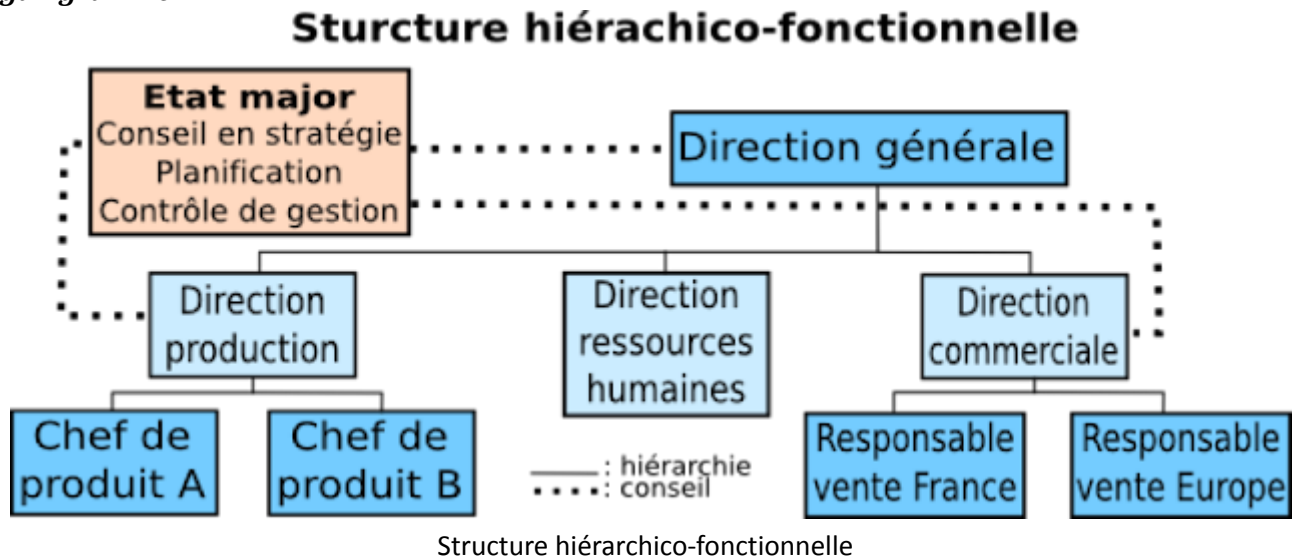 Sturcture hiérachico-fonctionnelle
Etat major
Conseil en stratégie
Planification
Contrôle de gestion
Direction générale
Direction
production
Direction
ressources
humaines
Direction
commerciale
Chef de
produit A
Chef de
produit B
: hiérarchie
: conseil
Responsable
vente France
Responsable
vente Europe
Structure hiérarchico-fonctionnelle